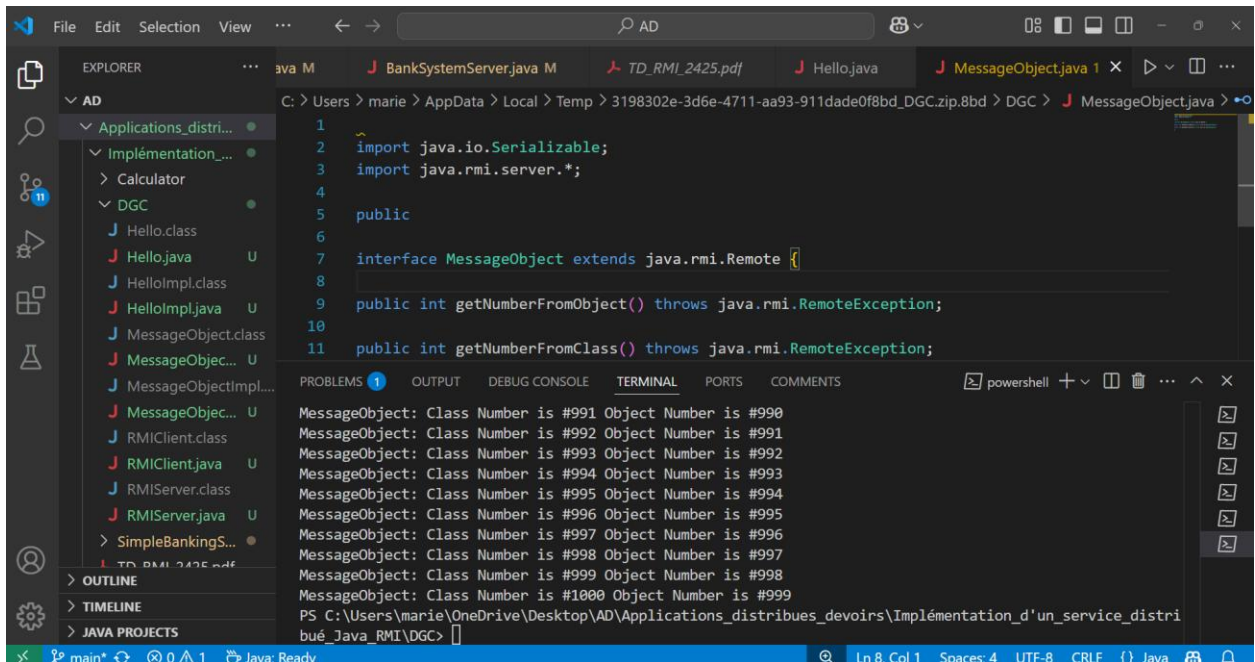 File Edit Selection View ... AD
EXPLORER ...
ava M BankSystemServer.java M TD_RMI_2425.pdf Hello.java MessageObject.java 1
AD
C: > Users > marie > AppData > Local > Temp > 3198302e-3d6e-4711-aa93-911dade0f8bd_DGC.zip.8bd > DGC > MessageObject.java >
Applications_distri...
Implémentation_...
Calculator
DGC
Hello.class
Hello.java U
HelloImpl.class
HelloImpl.java U
MessageObject.class
MessageObjec... U
MessageObjectImpl....
MessageObjec... U
RMIClient.class
RMIClient.java U
RMIServer.class
RMIServer.java U
SimpleBankingS...
TD_RMI_2425.pdf
OUTLINE
TIMELINE
JAVA PROJECTS
11
1
2 import java.io.Serializable;
3 import java.rmi.server.*;
4
5 public
6
7 interface MessageObject extends java.rmi.Remote {
8
9 public int getNumberFromObject() throws java.rmi.RemoteException;
10
11 public int getNumberFromClass() throws java.rmi.RemoteException;
PROBLEMS 1 OUTPUT DEBUG CONSOLE TERMINAL PORTS COMMENTS powershell
MessageObject: Class Number is #991 Object Number is #990
MessageObject: Class Number is #992 Object Number is #991
MessageObject: Class Number is #993 Object Number is #992
MessageObject: Class Number is #994 Object Number is #993
MessageObject: Class Number is #995 Object Number is #994
MessageObject: Class Number is #996 Object Number is #995
MessageObject: Class Number is #997 Object Number is #996
MessageObject: Class Number is #998 Object Number is #997
MessageObject: Class Number is #999 Object Number is #998
MessageObject: Class Number is #1000 Object Number is #999
PS C:\Users\marie\OneDrive\Desktop\AD\Applications_distribues_devoirs\Implémentation_d'un_service_distri
bué_Java_RMI\DGC>
main* 0 1 Java: Ready Ln 8, Col 1 Spaces: 4 UTF-8 CRLF {} Java